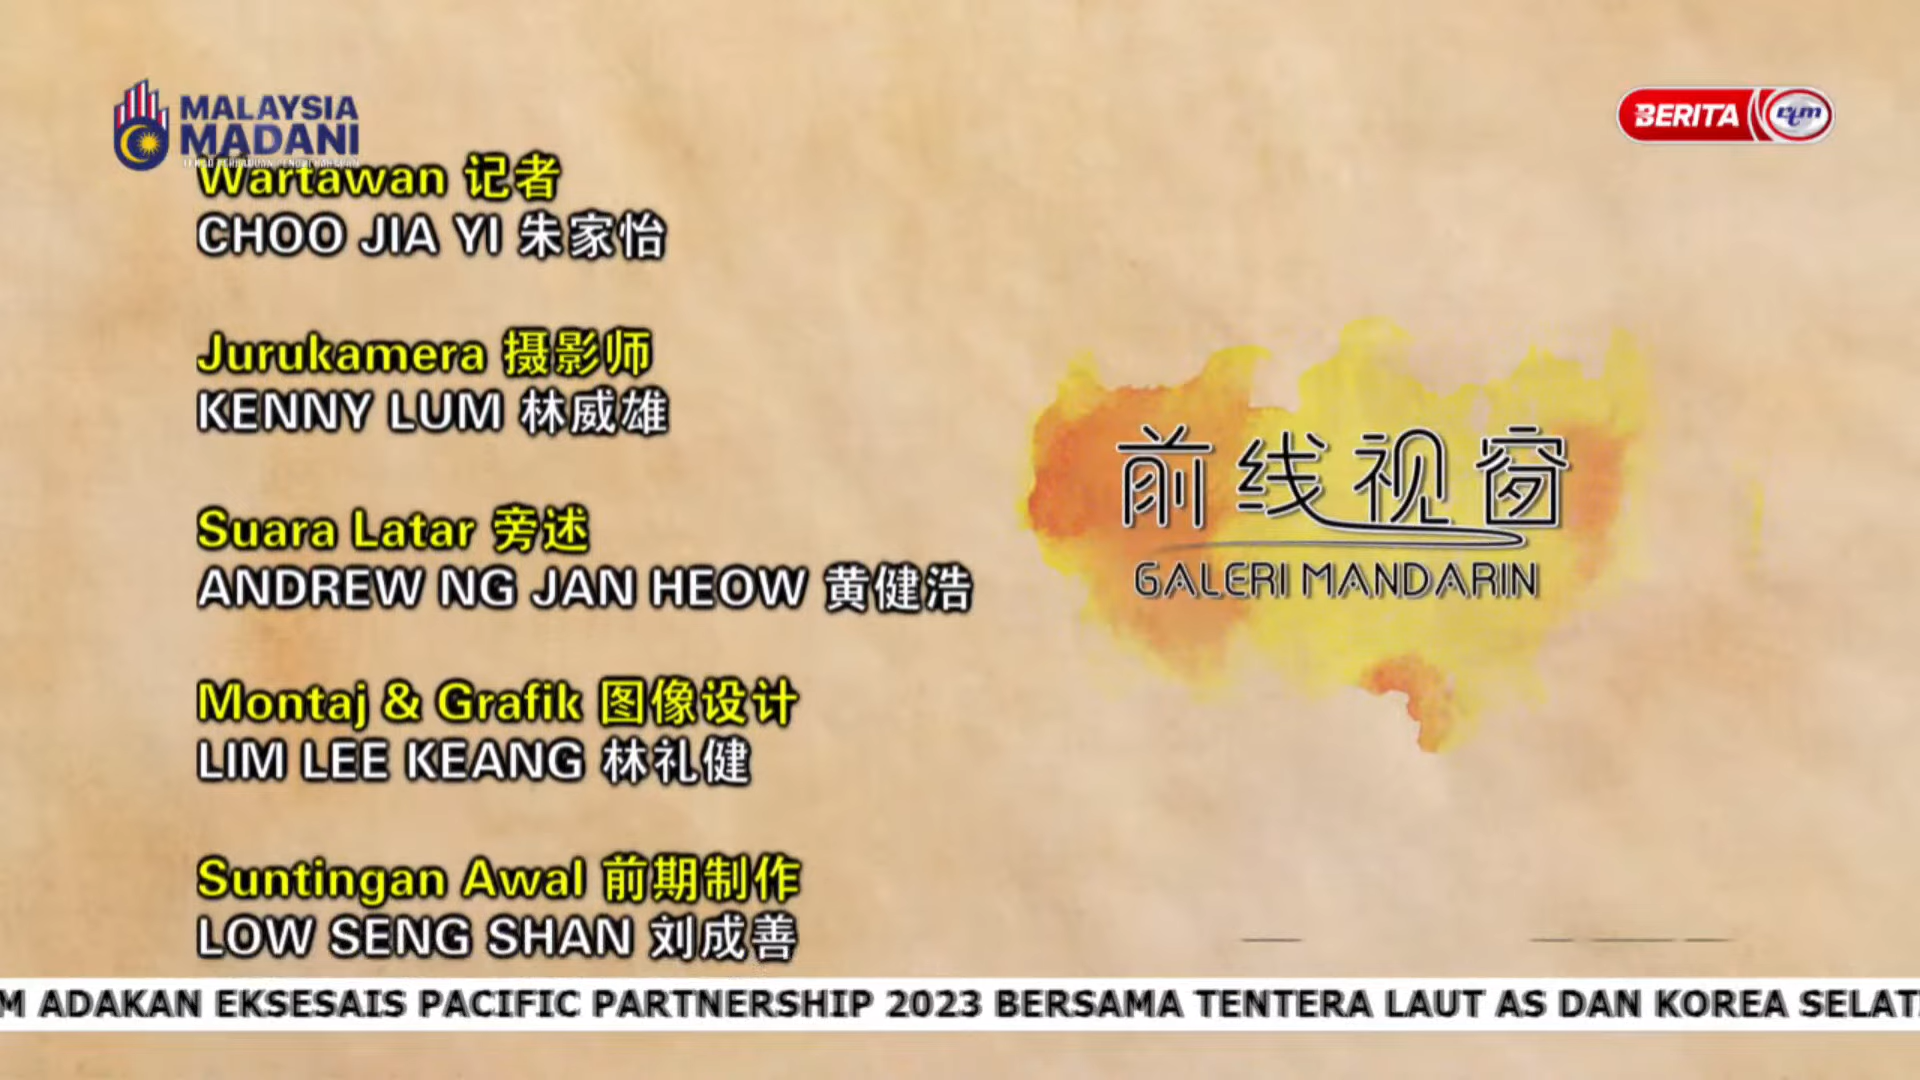 MALAYSIA
MADANI
BERITA rtm
Wartawan 记者
CHOO JIA YI 朱家怡
Jurukamera 摄影师
KENNY LUM 林威雄
Suara Latar 旁述
ANDREW NG JAN HEOW 黄健浩
Montaj & Grafik 图像设计
LIM LEE KEANG 林礼健
Suntingan Awal 前期制作
LOW SENG SHAN 刘成善
前线视窗
GALERI MANDARIN
M ADAKAN EKSESAIS PACIFIC PARTNERSHIP 2023 BERSAMA TENTERA LAUT AS DAN KOREA SELAT